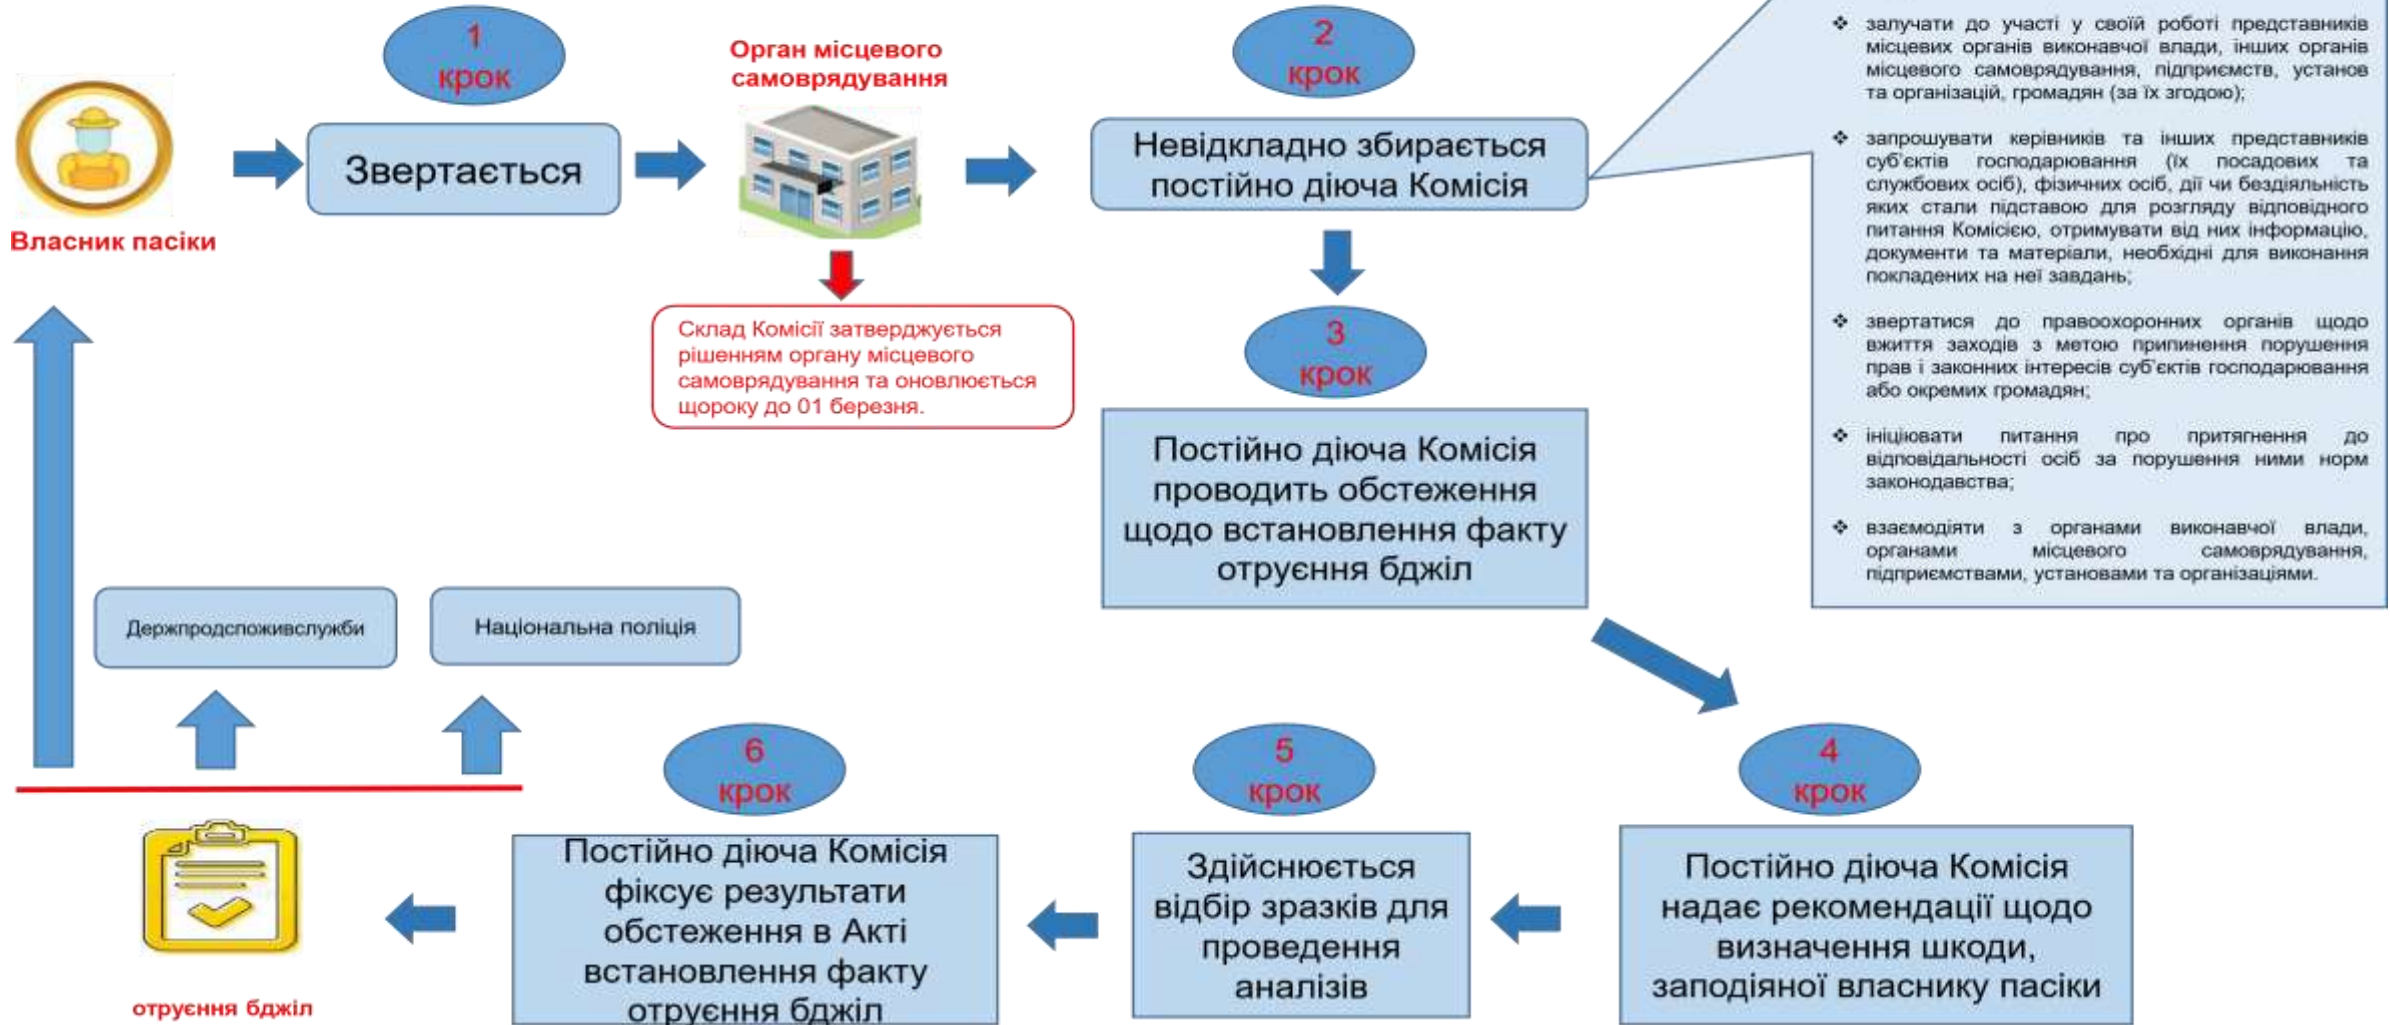 1
крок
Звертається
Власник пасіки
Орган місцевого
самоврядування
Склад Комісії затверджується
рішенням органу місцевого
самоврядування та оновлюється
щороку до 01 березня.
2
крок
Невідкладно збирається
постійно діюча Комісія
❖ залучати до участі у своїй роботі представників
місцевих органів виконавчої влади, інших органів
місцевого самоврядування, підприємств, установ
та організацій, громадян (за їх згодою);
❖ запрошувати керівників та інших представників
суб'єктів господарювання (їх посадових та
службових осіб), фізичних осіб, дії чи бездіяльність
яких стали підставою для розгляду відповідного
питання Комісією, отримувати від них інформацію,
документи та матеріали, необхідні для виконання
покладених на неї завдань;
❖ звертатися до правоохоронних органів щодо
вжиття заходів з метою припинення порушення
прав і законних інтересів суб'єктів господарювання
або окремих громадян;
❖ ініціювати питання про притягнення до
відповідальності осіб за порушення ними норм
законодавства;
❖ взаємодіяти з органами виконавчої влади,
органами місцевого самоврядування,
підприємствами, установами та організаціями.
3
крок
Постійно діюча Комісія
проводить обстеження
щодо встановлення факту
отруєння бджіл
4
крок
Постійно діюча Комісія
надає рекомендації щодо
визначення шкоди,
заподіяної власнику пасіки
5
крок
Здійснюється
відбір зразків для
проведення
аналізів
6
крок
Постійно діюча Комісія
фіксує результати
обстеження в Акті
встановлення факту
отруєння бджіл
отруєння бджіл
Держпродспоживслужби
Національна поліція